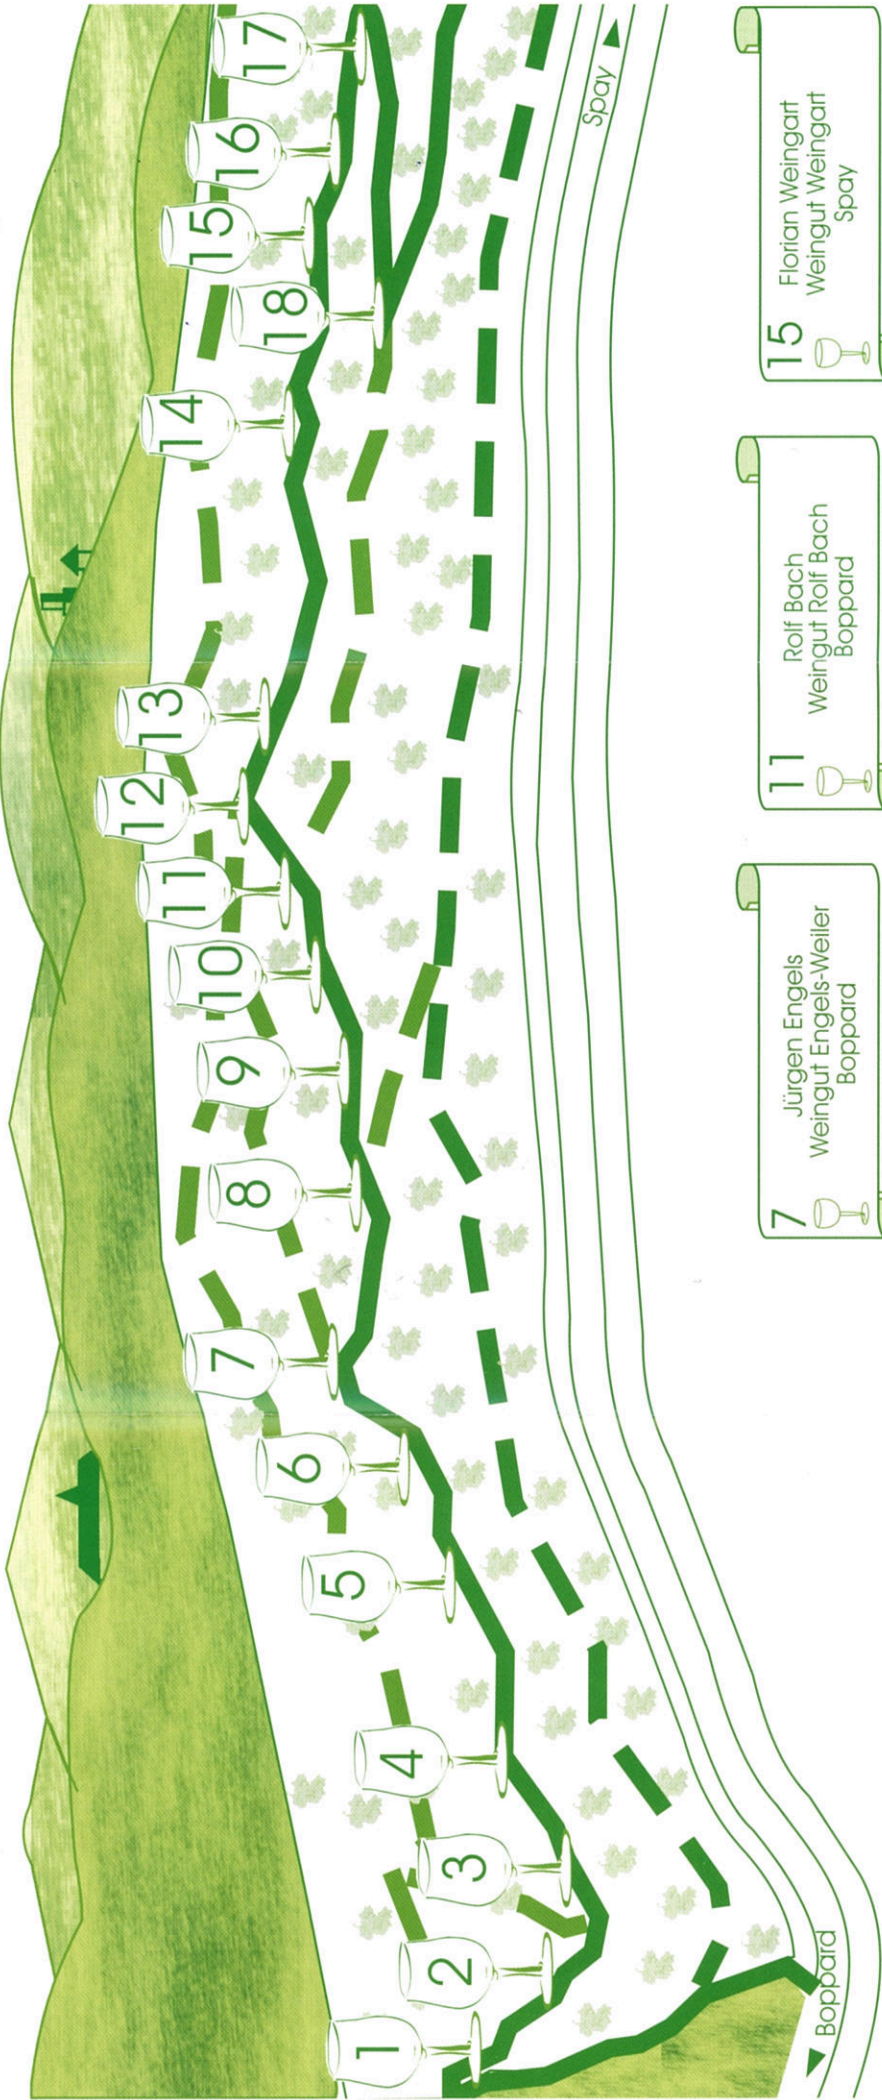 1
2
3
4
5
6
7
8
9
10
11
12
13
14
18
15
16
17
Boppard
Spay
7
Jürgen Engels
Weingut Engels-Weiler
Boppard
11
Rolf Bach
Weingut Rolf Bach
Boppard
15
Florian Weingart
Weingut Weingart
Spay